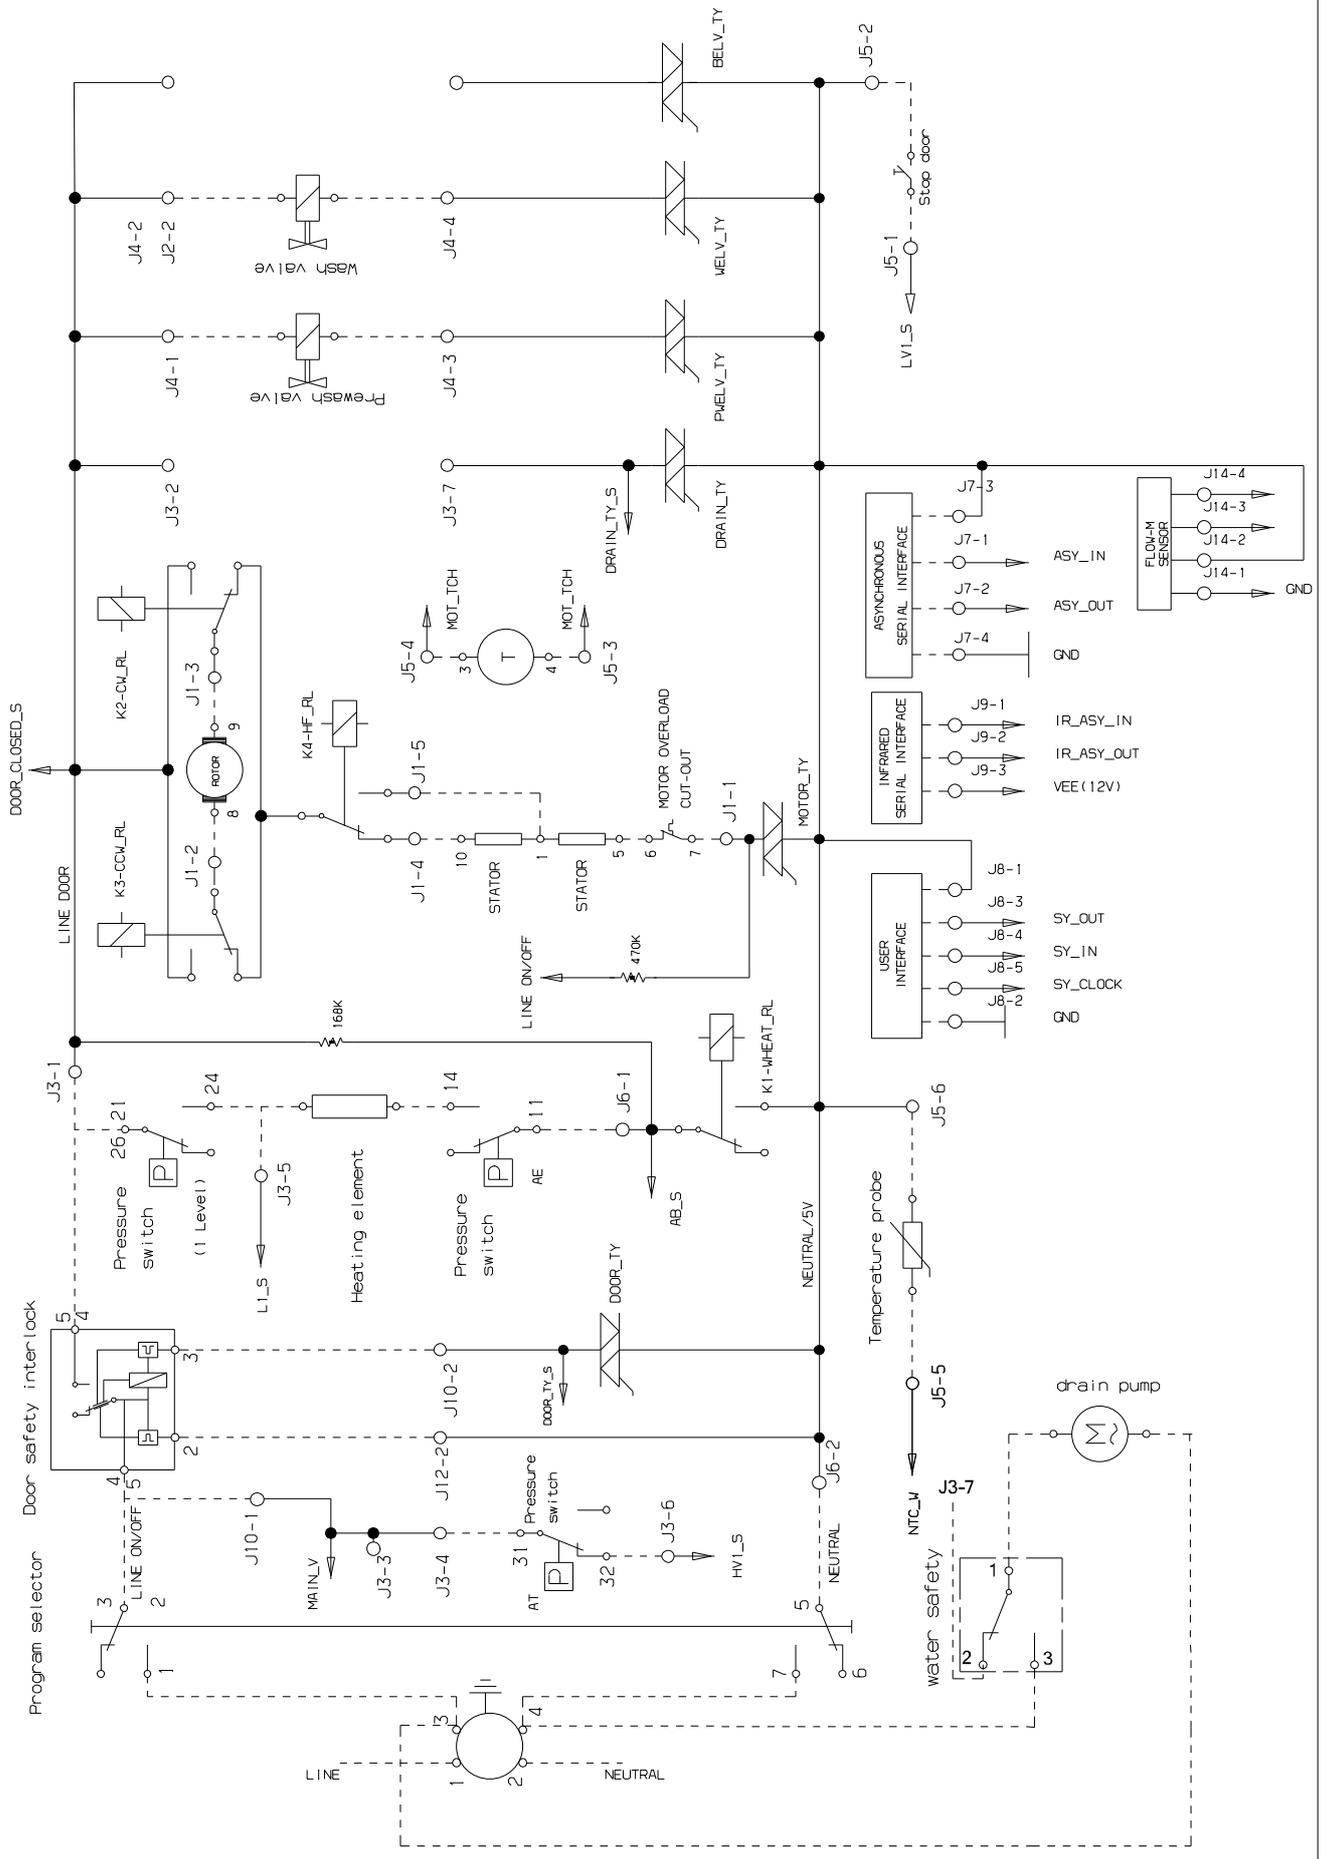 BELV_TY
J5-2
Stop door
J5-1
LV1_S
J4-2
J2-2
Wash valve
J4-4
WELV_TY
J4-1
Prewash valve
J4-3
PWELV_TY
J3-2
J3-7
DRAIN_TY_S
DRAIN_TY
J7-3
J7-1
J7-2
J7-4
ASYNCHRONOUS
SERIAL INTERFACE
ASY_IN
ASY_OUT
GND
FLOW-M
SENSOR
J14-4
J14-3
J14-2
J14-1
GND
DOOR_CLOSED_S
LINE DOOR
K2-CW_RL
K3-CCW_RL
J1-3
9
ROTOR
8
J1-2
K4-HF_RL
J5-4
MOT_TCH
3
T
4
MOT_TCH
J5-3
J1-5
J1-4
10
STATOR
1
STATOR
5
6
MOTOR OVERLOAD
CUT-OUT
7
J1-1
MOTOR_TY
LINE ON/OFF
470K
INFRARED
SERIAL INTERFACE
J9-1
J9-2
J9-3
IR_ASY_IN
IR_ASY_OUT
VEE(12V)
USER
INTERFACE
J8-1
J8-3
J8-4
J8-5
J8-2
SY_OUT
SY_IN
SY_CLOCK
GND
J3-1
168K
26 21
24
P
Pressure
switch
(1 Level)
J3-5
L1_S
Heating element
14
11
P
AE
Pressure
switch
J6-1
AB_S
K1-WHEAT_RL
NEUTRAL/5V
J5-6
Temperature probe
J5-5
NTC_W
Door safety interlock
5
4
3
2
4
5
J10-2
DOOR_TY_S
DOOR_TY
J12-2
J6-2
Program selector
LINE ON/OFF
3
2
1
J10-1
MAIN_V
J3-3
J3-4
31
Pressure
switch
P
AT
32
J3-6
HV1_S
NEUTRAL
5
7
6
drain pump
M
J3-7
water safety
1
2
3
3
4
1
2
LINE
NEUTRAL